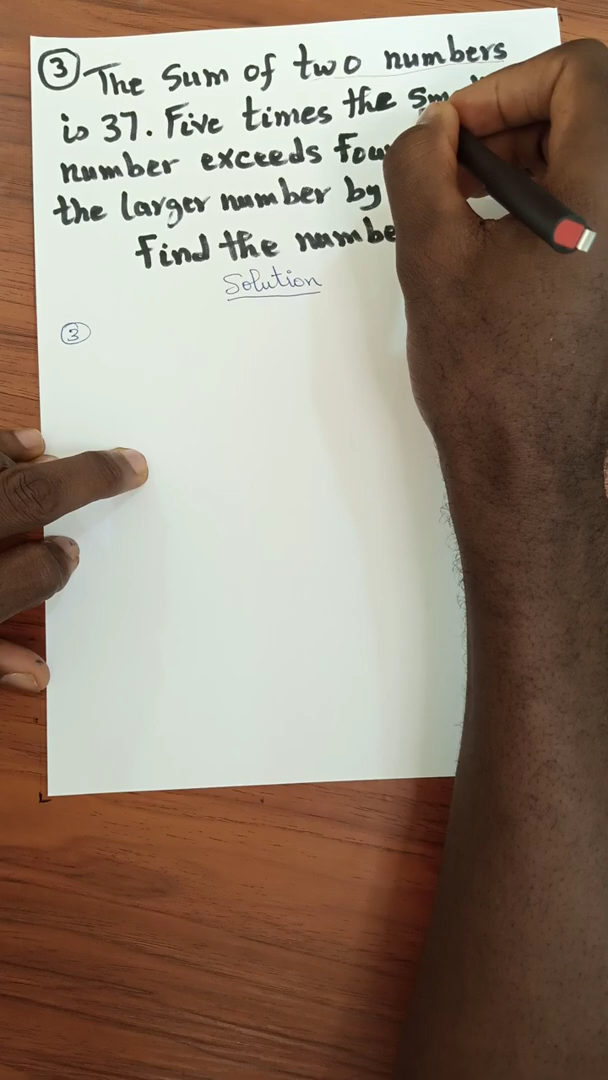 ③ The Sum of two numbers
is 37. Five times the
number exceeds
the larger number by
Find the
Solution
③